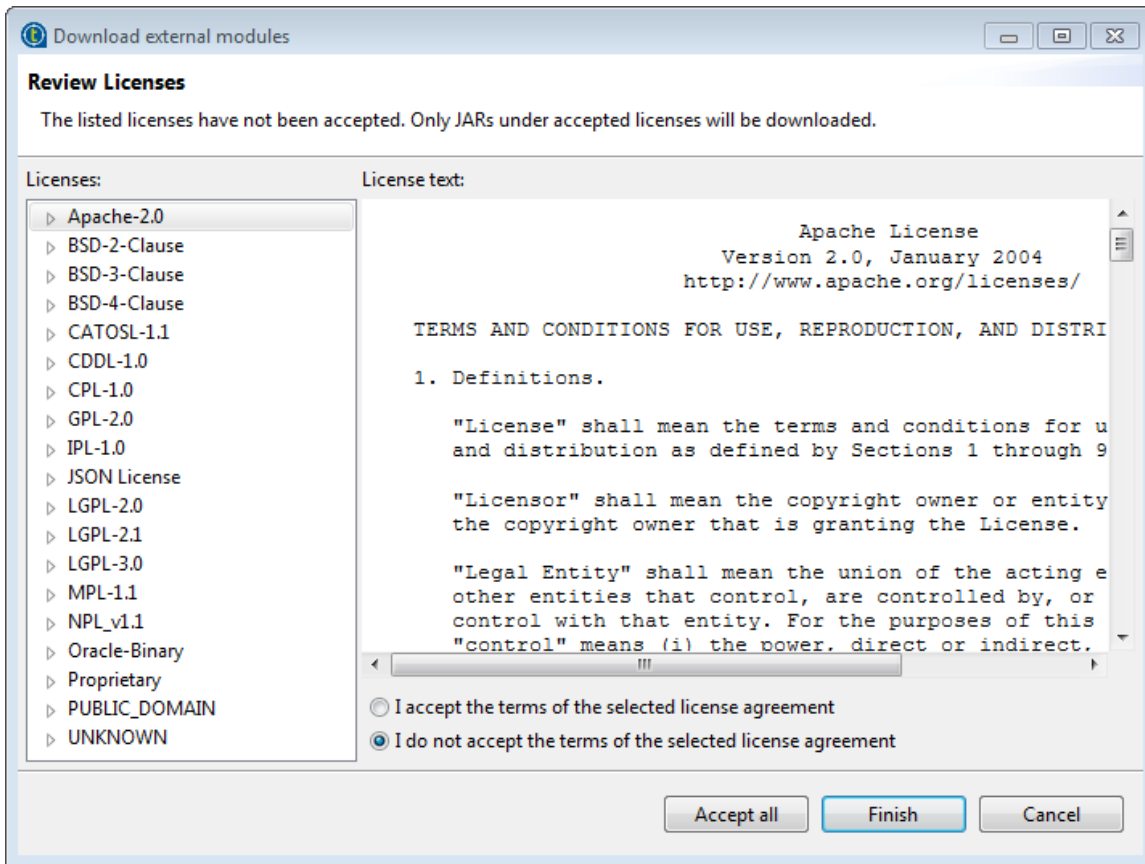 Download external modules
Review Licenses
The listed licenses have not been accepted. Only JARs under accepted licenses will be downloaded.
Licenses:
Apache-2.0
BSD-2-Clause
BSD-3-Clause
BSD-4-Clause
CATOSL-1.1
CDDL-1.0
CPL-1.0
GPL-2.0
IPL-1.0
JSON License
LGPL-2.0
LGPL-2.1
LGPL-3.0
MPL-1.1
NPL_v1.1
Oracle-Binary
Proprietary
PUBLIC_DOMAIN
UNKNOWN
License text:
Apache License
Version 2.0, January 2004
http://www.apache.org/licenses/
TERMS AND CONDITIONS FOR USE, REPRODUCTION, AND DISTRI
1. Definitions.
"License" shall mean the terms and conditions for u
and distribution as defined by Sections 1 through 9
"Licensor" shall mean the copyright owner or entity
the copyright owner that is granting the License.
"Legal Entity" shall mean the union of the acting e
other entities that control, are controlled by, or
control with that entity. For the purposes of this
"control" means (i) the power, direct or indirect,
I accept the terms of the selected license agreement
I do not accept the terms of the selected license agreement
Accept all
Finish
Cancel